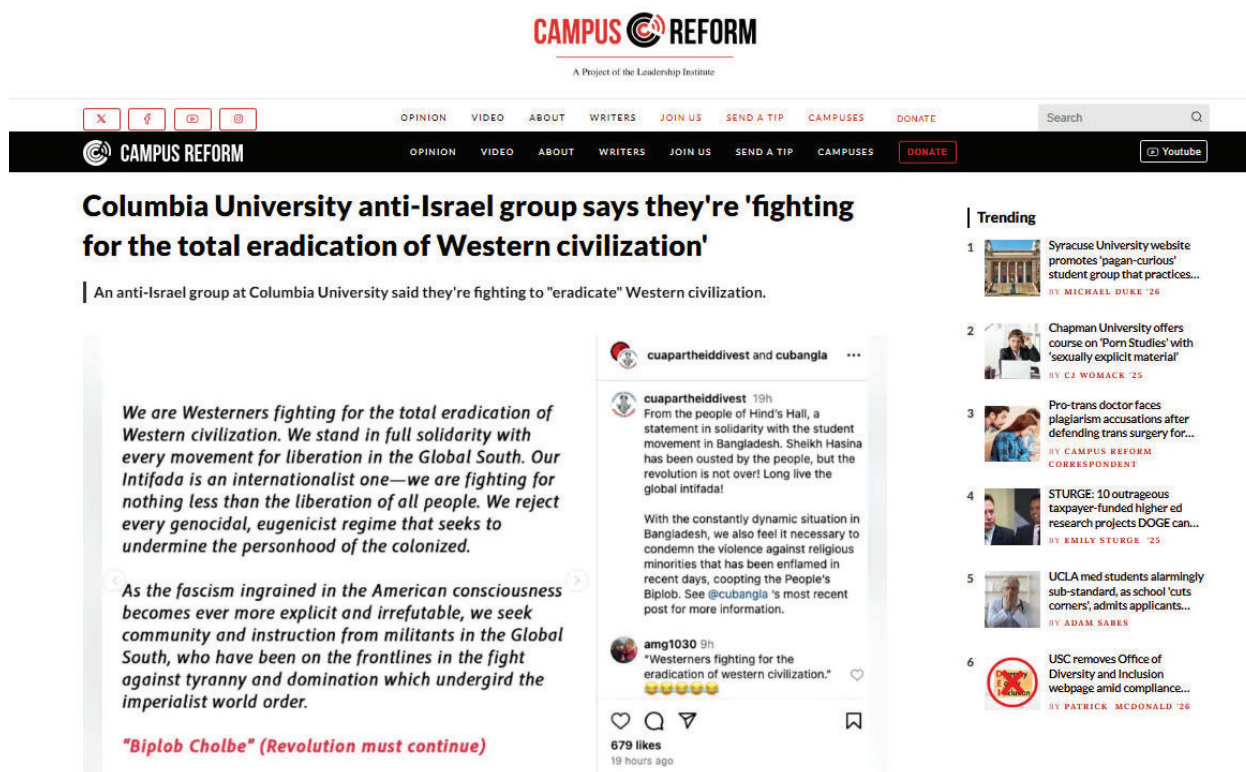 CAMPUS REFORM
A Project of the Leadership Institute
OPINION VIDEO ABOUT WRITERS JOIN US SEND A TIP CAMPUSES DONATE
Search
CAMPUS REFORM
OPINION VIDEO ABOUT WRITERS JOIN US SEND A TIP CAMPUSES DONATE
Youtube
Columbia University anti-Israel group says they're 'fighting
for the total eradication of Western civilization'
An anti-Israel group at Columbia University said they're fighting to "eradicate" Western civilization.
We are Westerners fighting for the total eradication of
Western civilization. We stand in full solidarity with
every movement for liberation in the Global South. Our
Intifada is an internationalist one—we are fighting for
nothing less than the liberation of all people. We reject
every genocidal, eugenicist regime that seeks to
undermine the personhood of the colonized.
As the fascism ingrained in the American consciousness
becomes ever more explicit and irrefutable, we seek
community and instruction from militants in the Global
South, who have been on the frontlines in the fight
against tyranny and domination which undergird the
imperialist world order.
"Biplob Cholbe" (Revolution must continue)
cuapartheiddivest and cubangla
cuapartheiddivest 19h
From the people of Hind's Hall, a
statement in solidarity with the student
movement in Bangladesh. Sheikh Hasina
has been ousted by the people, but the
revolution is not over! Long live the
global intifada!
With the constantly dynamic situation in
Bangladesh, we also feel it necessary to
condemn the violence against religious
minorities that has been enflamed in
recent days, coopting the People's
Biplob. See @cubangla 's most recent
post for more information.
amg1030 9h
"Westerners fighting for the
eradication of western civilization."
😂😂😂😂😂
679 likes
19 hours ago
Trending
1
Syracuse University website
promotes 'pagan-curious'
student group that practices...
BY MICHAEL DUKE '26
2
Chapman University offers
course on 'Porn Studies' with
'sexually explicit material'
BY CJ WOMACK '25
3
Pro-trans doctor faces
plagiarism accusations after
defending trans surgery for...
BY CAMPUS REFORM
CORRESPONDENT
4
STURGE: 10 outrageous
taxpayer-funded higher ed
research projects DOGE can...
BY EMILY STURGE '25
5
UCLA med students alarmingly
sub-standard, as school 'cuts
corners', admits applicants...
BY ADAM SABES
6
USC removes Office of
Diversity and Inclusion
webpage amid compliance...
BY PATRICK MCDONALD '26